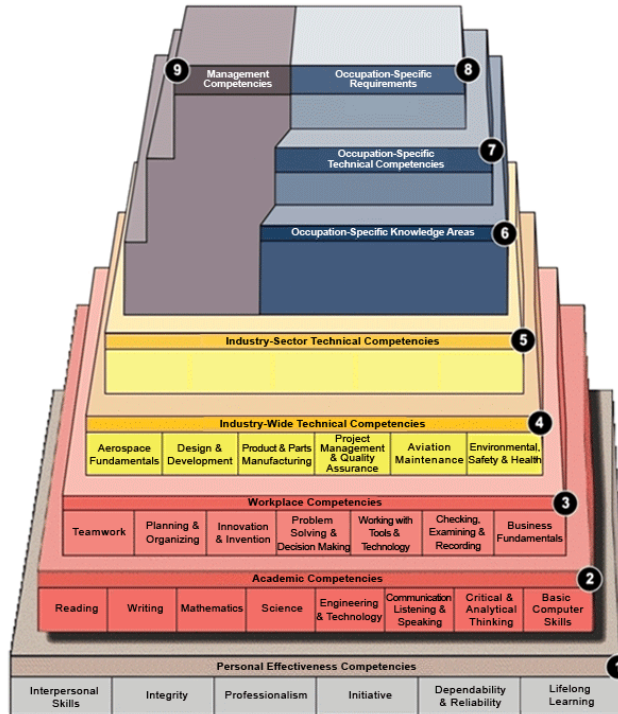 9
Management
Competencies
Occupation-Specific
Requirements
8
Occupation-Specific
Technical Competencies
7
Occupation-Specific Knowledge Areas
6
Industry-Sector Technical Competencies
5
Industry-Wide Technical Competencies
4
Aerospace
Fundamentals
Design &
Development
Product & Parts
Manufacturing
Project
Management
& Quality
Assurance
Aviation
Maintenance
Environmental,
Safety & Health
Workplace Competencies
3
Teamwork
Planning &
Organizing
Innovation
& Invention
Problem
Solving &
Decision Making
Working with
Tools &
Technology
Checking,
Examining &
Recording
Business
Fundamentals
Academic Competencies
2
Reading
Writing
Mathematics
Science
Engineering
& Technology
Communication
Listening &
Speaking
Critical &
Analytical
Thinking
Basic
Computer
Skills
Personal Effectiveness Competencies
1
Interpersonal
Skills
Integrity
Professionalism
Initiative
Dependability
& Reliability
Lifelong
Learning